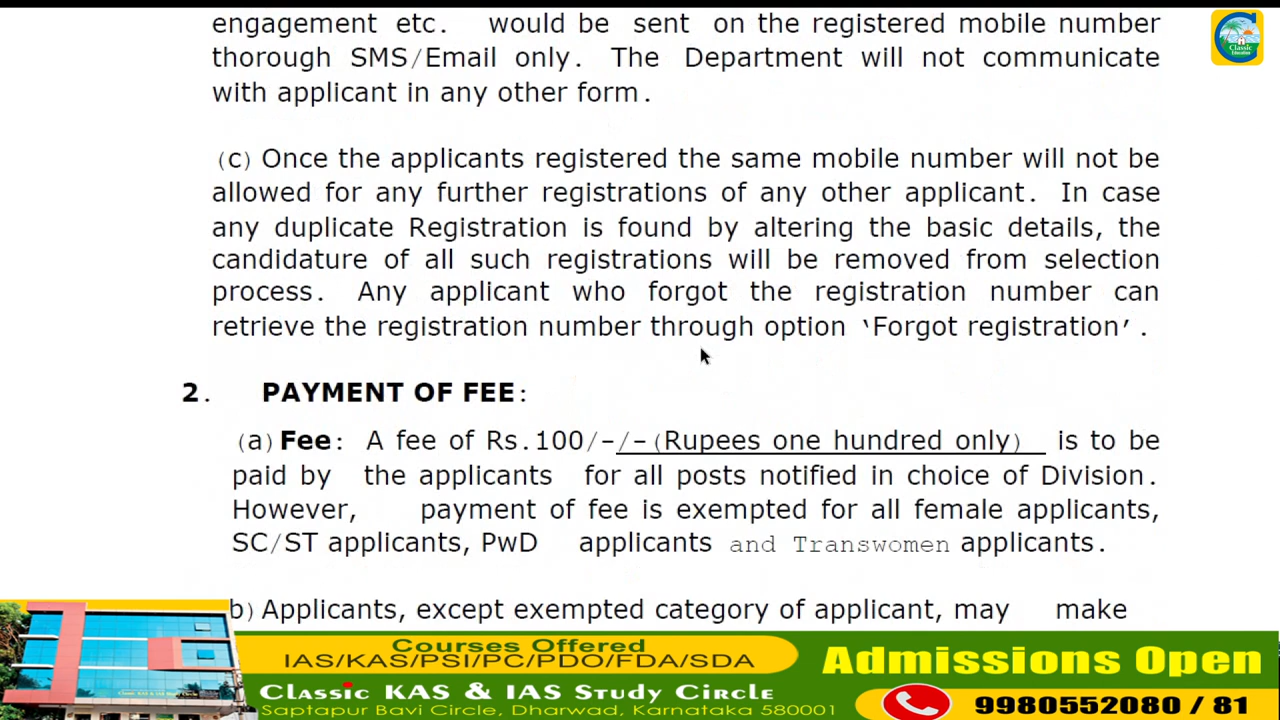 engagement etc. would be sent on the registered mobile number
thorough SMS/Email only. The Department will not communicate
with applicant in any other form.
(c) Once the applicants registered the same mobile number will not be
allowed for any further registrations of any other applicant. In case
any duplicate Registration is found by altering the basic details, the
candidature of all such registrations will be removed from selection
process. Any applicant who forgot the registration number can
retrieve the registration number through option ‘Forgot registration’.
2. PAYMENT OF FEE:
(a) Fee: A fee of Rs.100/-/-(Rupees one hundred only) is to be
paid by the applicants for all posts notified in choice of Division.
However, payment of fee is exempted for all female applicants,
SC/ST applicants, PwD applicants and Transwomen applicants.
b) Applicants, except exempted category of applicant, may make
Classic
Education
Courses Offered
IAS/KAS/PSI/PC/PDO/FDA/SDA
Classic KAS & IAS Study Circle
Saptapur Bavi Circle, Dharwad, Karnataka 580001
Admissions Open
9980552080 / 81